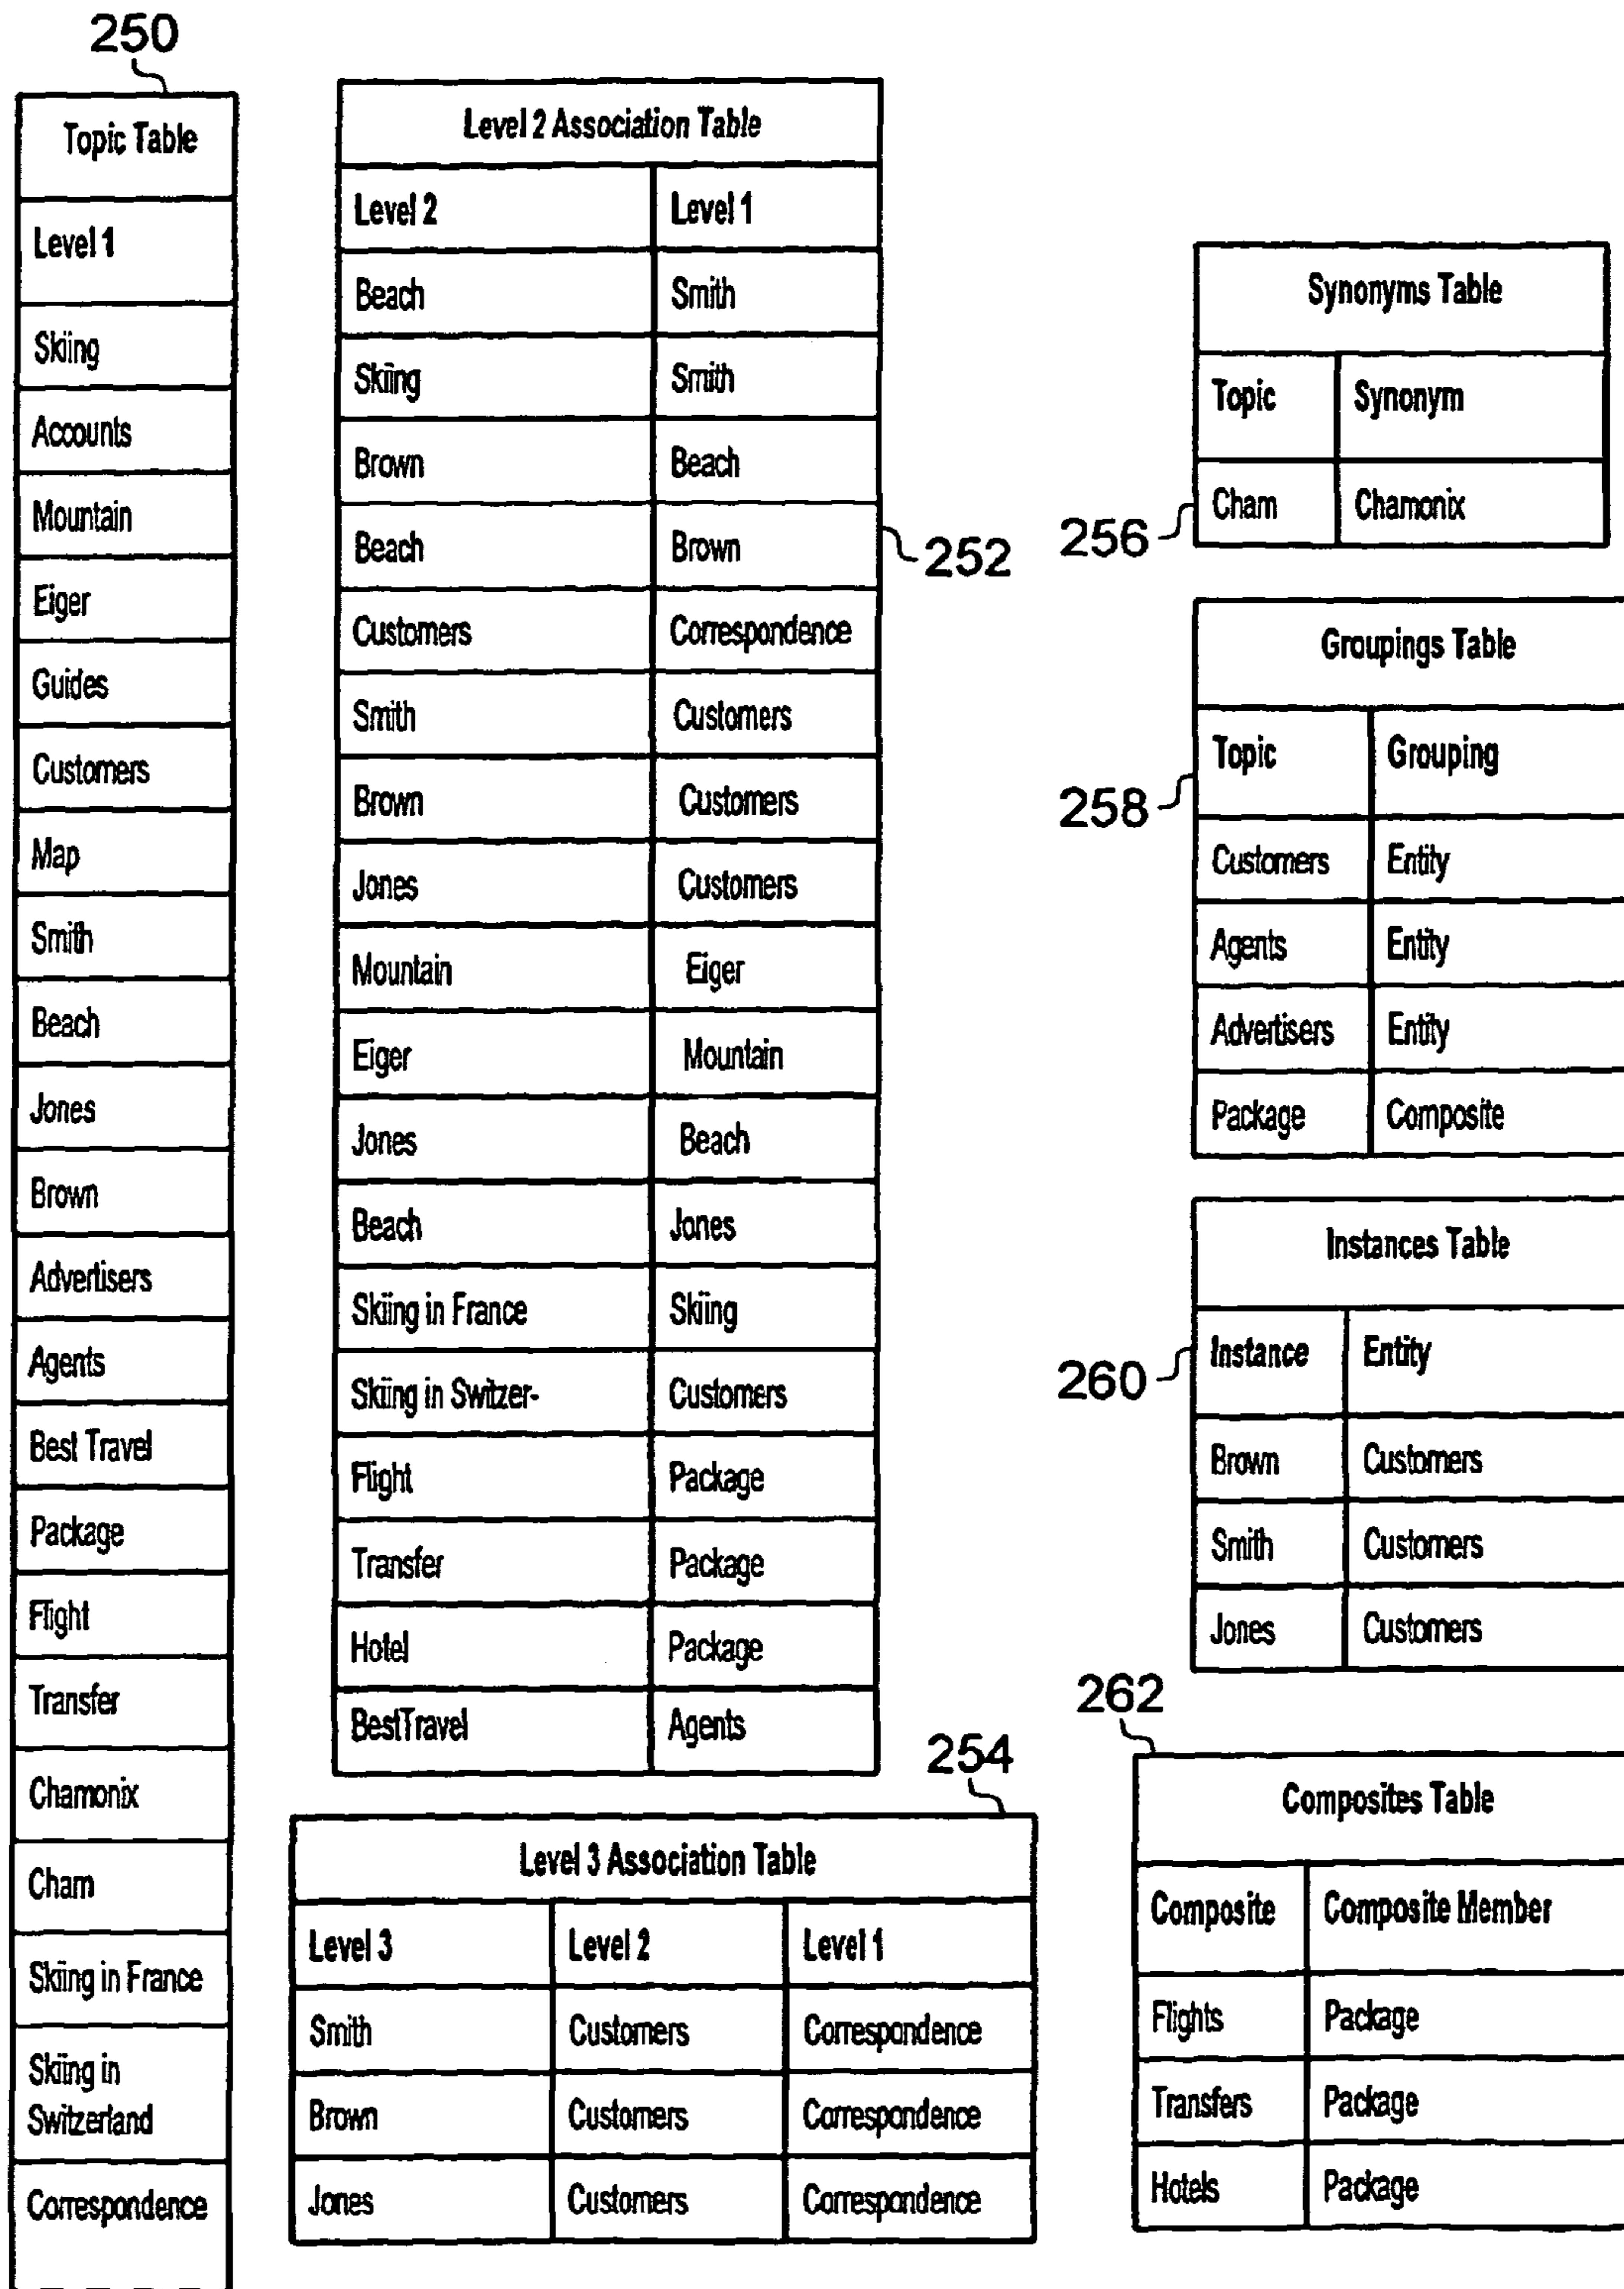 250
Topic Table
Level 1
Skiing
Accounts
Mountain
Eiger
Guides
Customers
Map
Smith
Beach
Jones
Brown
Advertisers
Agents
Best Travel
Package
Flight
Transfer
Chamonix
Cham
Skiing in France
Skiing in
Switzerland
Correspondence
Level 2 Association Table
Level 2 Level 1
Beach Smith
Skiing Smith
Brown Beach
Beach Brown
252
Customers Correspondence
Smith Customers
Brown Customers
Jones Customers
Mountain Eiger
Eiger Mountain
Jones Beach
Beach Jones
Skiing in France Skiing
Skiing in Switzer- Customers
Flight Package
Transfer Package
Hotel Package
BestTravel Agents
254
Level 3 Association Table
Level 3 Level 2 Level 1
Smith Customers Correspondence
Brown Customers Correspondence
Jones Customers Correspondence
Synonyms Table
Topic Synonym
256 Cham Chamonix
Groupings Table
Topic Grouping
258
Customers Entity
Agents Entity
Advertisers Entity
Package Composite
Instances Table
260 Instance Entity
Brown Customers
Smith Customers
Jones Customers
262
Composites Table
Composite Composite Member
Flights Package
Transfers Package
Hotels Package